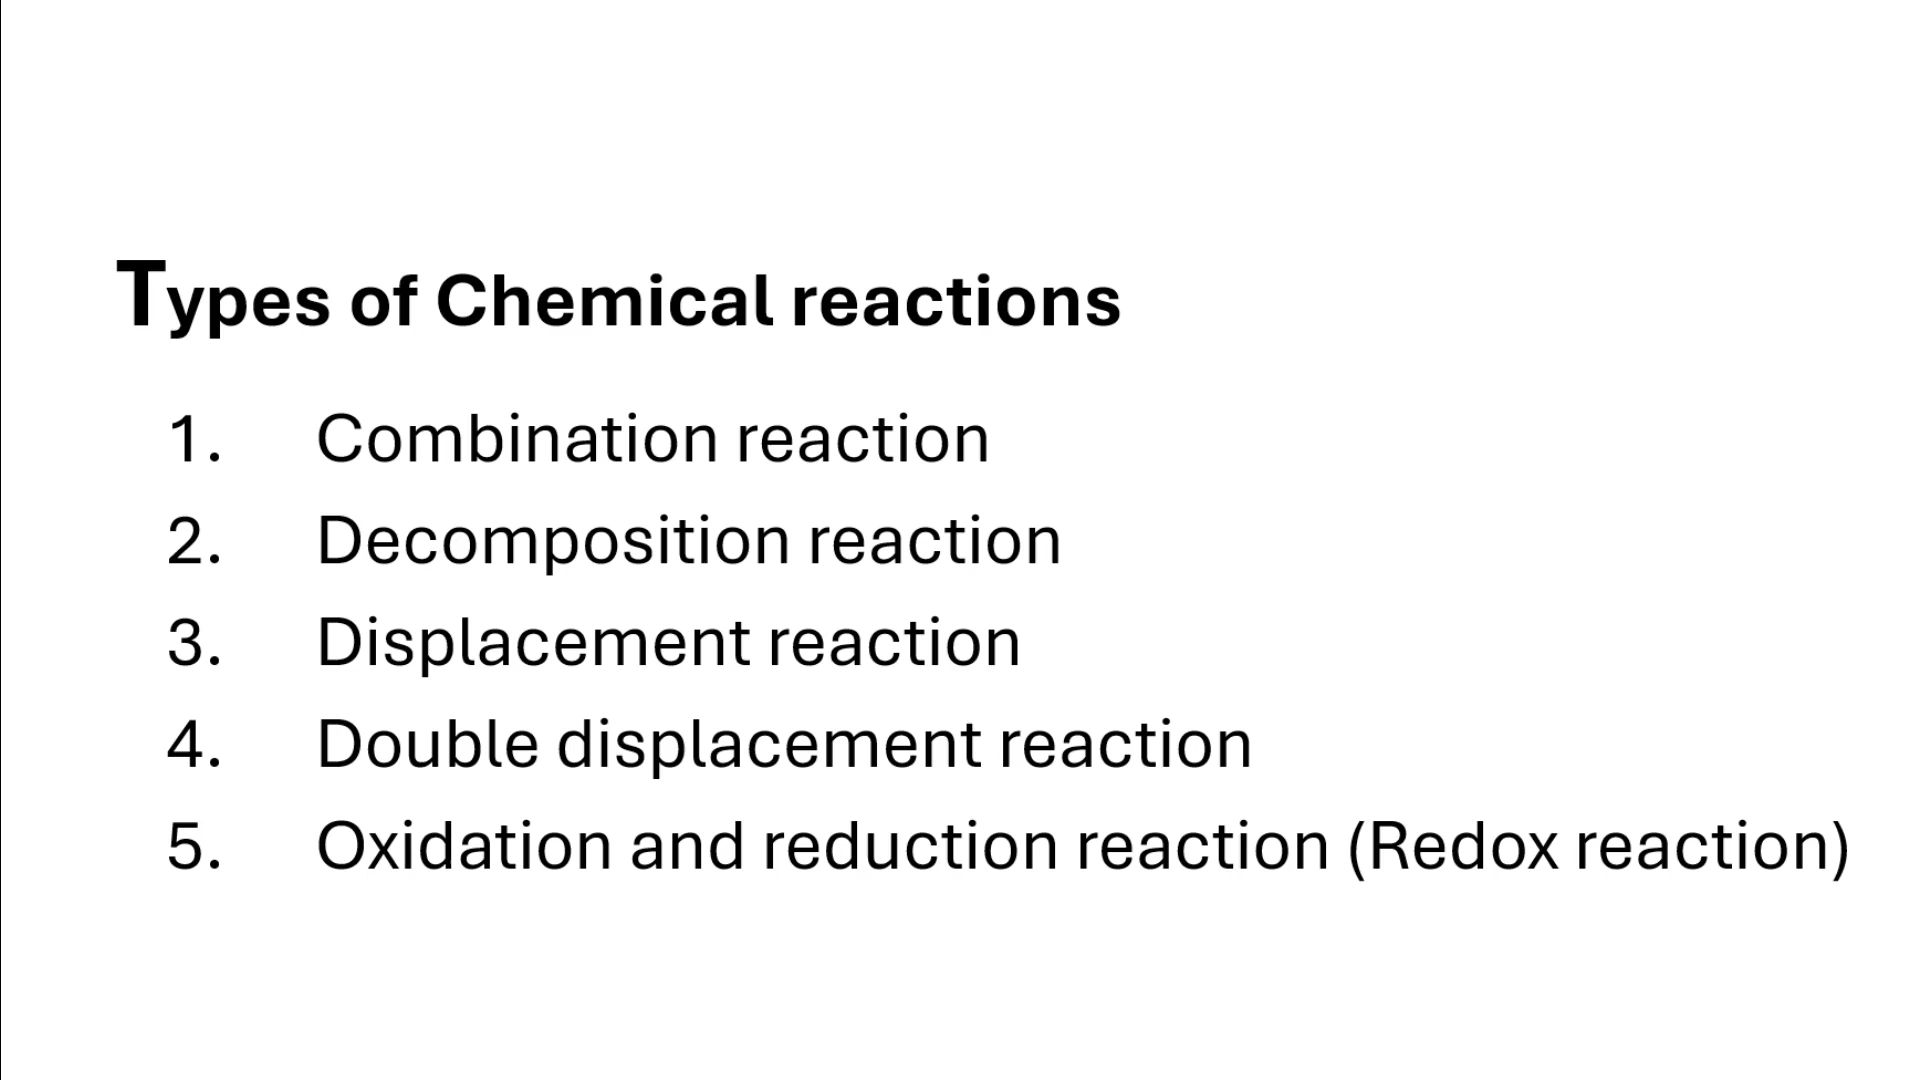 Types of Chemical reactions
1. Combination reaction
2. Decomposition reaction
3. Displacement reaction
4. Double displacement reaction
5. Oxidation and reduction reaction (Redox reaction)